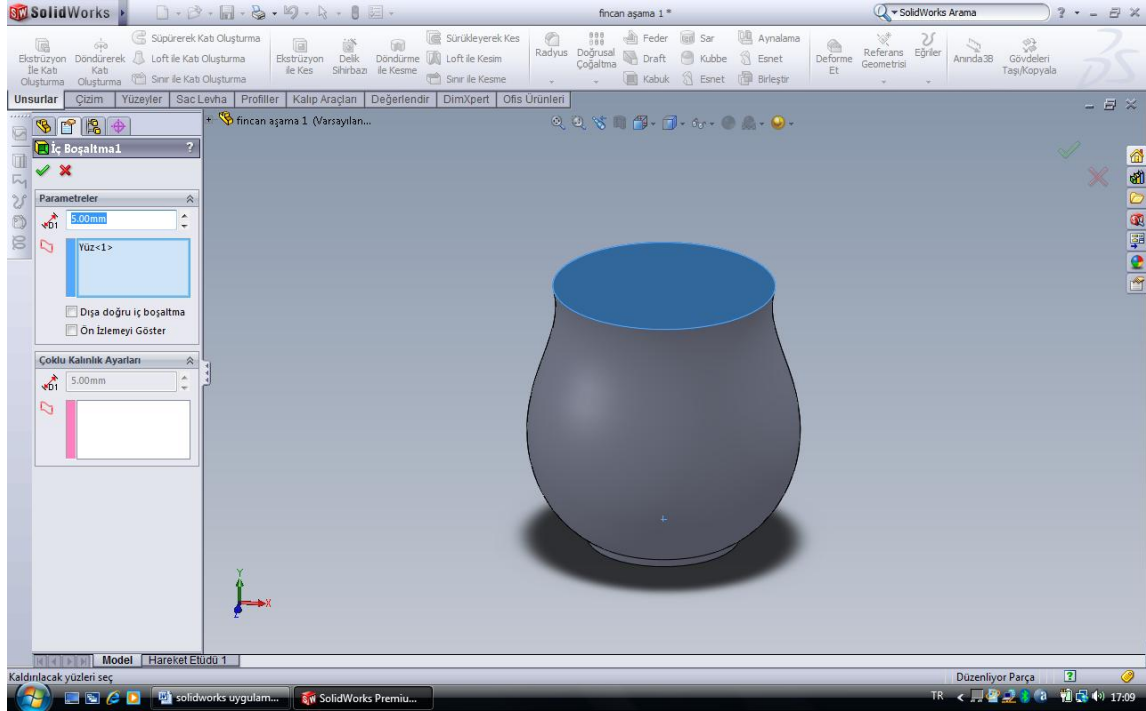 SolidWorks
fincan aşama 1 *
SolidWorks Arama
Ekstrüzyon İle Katı Oluşturma
Döndürerek Katı Oluşturma
Süpürerek Katı Oluşturma
Loft ile Katı Oluşturma
Sınır ile Katı Oluşturma
Ekstrüzyon ile Kes
Delik Sihirbazı
Döndürme ile Kesme
Sürükleyerek Kes
Loft ile Kesim
Sınır ile Kesme
Radyus
Doğrusal Çoğaltma
Feder
Draft
Kabuk
Sar
Kubbe
Esnet
Aynalama
Esnet
Birleştir
Deforme Et
Referans Geometrisi
Eğriler
Anında3B
Gövdeleri Taşı/Kopyala
Unsurlar Çizim Yüzeyler Sac Levha Profiller Kalıp Araçları Değerlendir DimXpert Ofis Ürünleri
fincan aşama 1 (Varsayılan...
İç Boşaltma1 ?
Parametreler
D1 5.00mm
Yüz<1>
Dışa doğru iç boşaltma
Ön İzlemeyi Göster
Çoklu Kalınlık Ayarları
D1 5.00mm
Y
X
Z
Model Hareket Etüdü 1
Kaldırılacak yüzleri seç
Düzenliyor Parça
solidworks uygulam...
SolidWorks Premiu...
TR
17:09